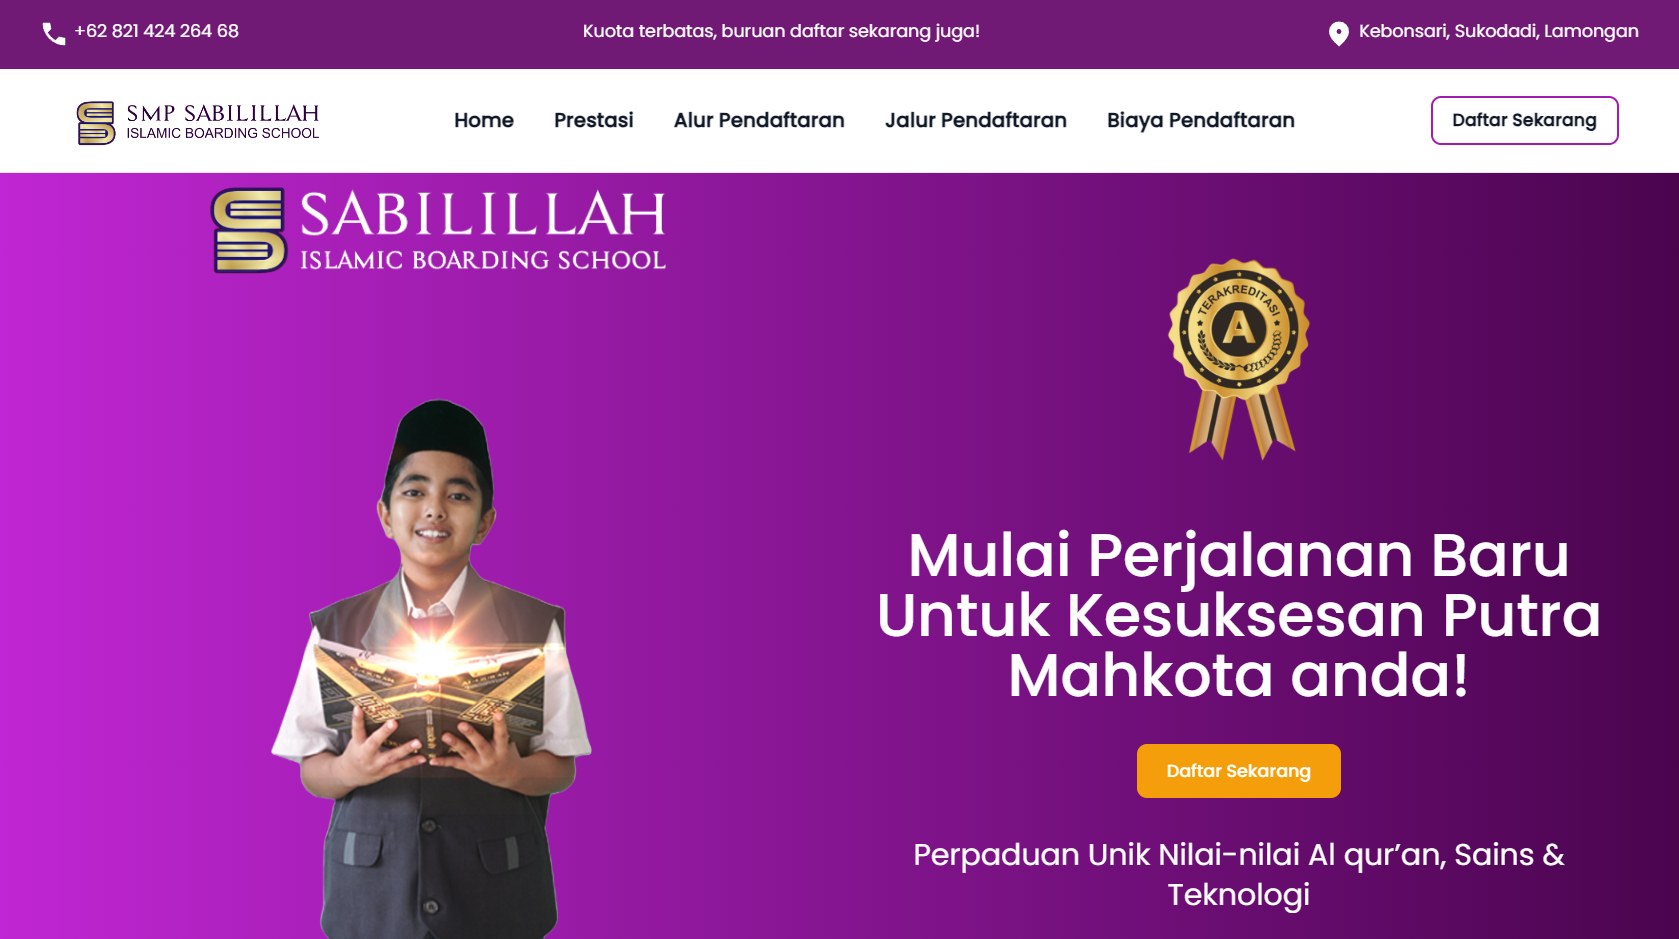 +62 821 424 264 68
Kuota terbatas, buruan daftar sekarang juga!
Kebonsari, Sukodadi, Lamongan
SMP SABILILLAH
ISLAMIC BOARDING SCHOOL
Home
Prestasi
Alur Pendaftaran
Jalur Pendaftaran
Biaya Pendaftaran
Daftar Sekarang
SABILILLAH
ISLAMIC BOARDING SCHOOL
TERAKREDITASI
A
Mulai Perjalanan Baru
Untuk Kesuksesan Putra
Mahkota anda!
Daftar Sekarang
Perpaduan Unik Nilai-nilai Al qur’an, Sains &
Teknologi